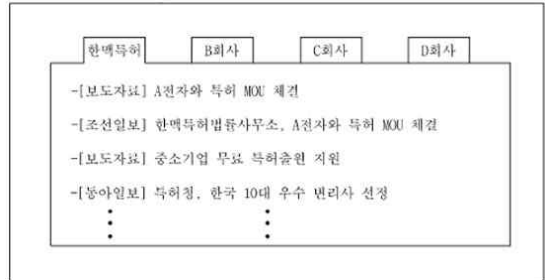 한맥특허 B회사 C회사 D회사
-[보도자료] A전자와 특허 MOU 체결
-[조선일보] 한맥특허법률사무소, A전자와 특허 MOU 체결
-[보도자료] 중소기업 무료 특허출원 지원
-[동아일보] 특허청, 한국 10대 우수 변리사 선정